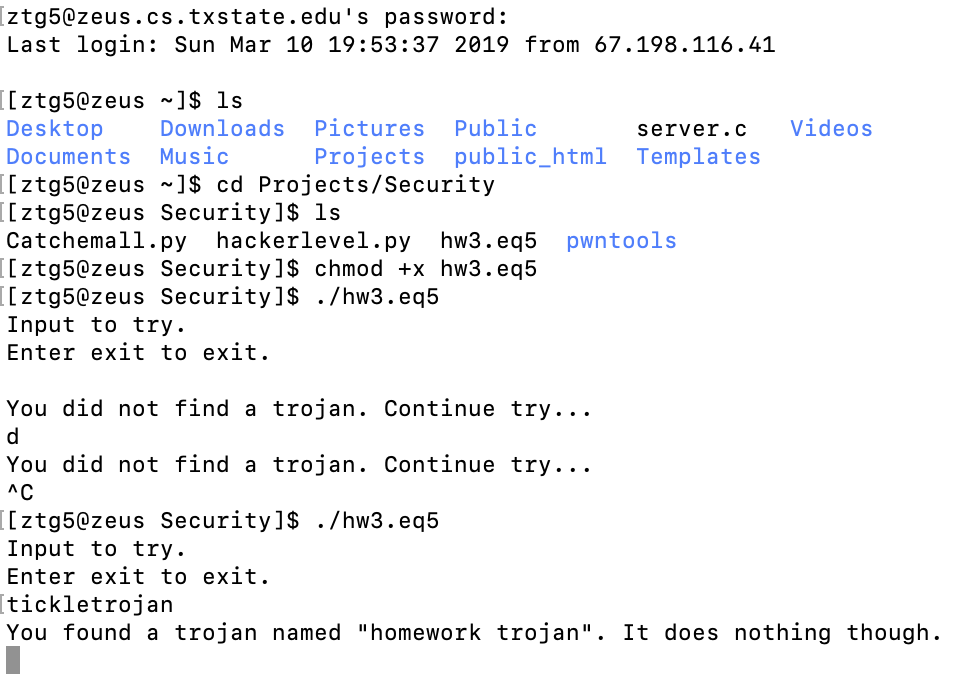 [ztg5@zeus.cs.txstate.edu's password:
Last login: Sun Mar 10 19:53:37 2019 from 67.198.116.41
[[ztg5@zeus ~]$ ls
Desktop Downloads Pictures Public server.c Videos
Documents Music Projects public_html Templates
[[ztg5@zeus ~]$ cd Projects/Security
[[ztg5@zeus Security]$ ls
Catchemall.py hackerlevel.py hw3.eq5 pwntools
[[ztg5@zeus Security]$ chmod +x hw3.eq5
[[ztg5@zeus Security]$ ./hw3.eq5
Input to try.
Enter exit to exit.
You did not find a trojan. Continue try...
d
You did not find a trojan. Continue try...
^C
[[ztg5@zeus Security]$ ./hw3.eq5
Input to try.
Enter exit to exit.
[tickletrojan
You found a trojan named "homework trojan". It does nothing though.